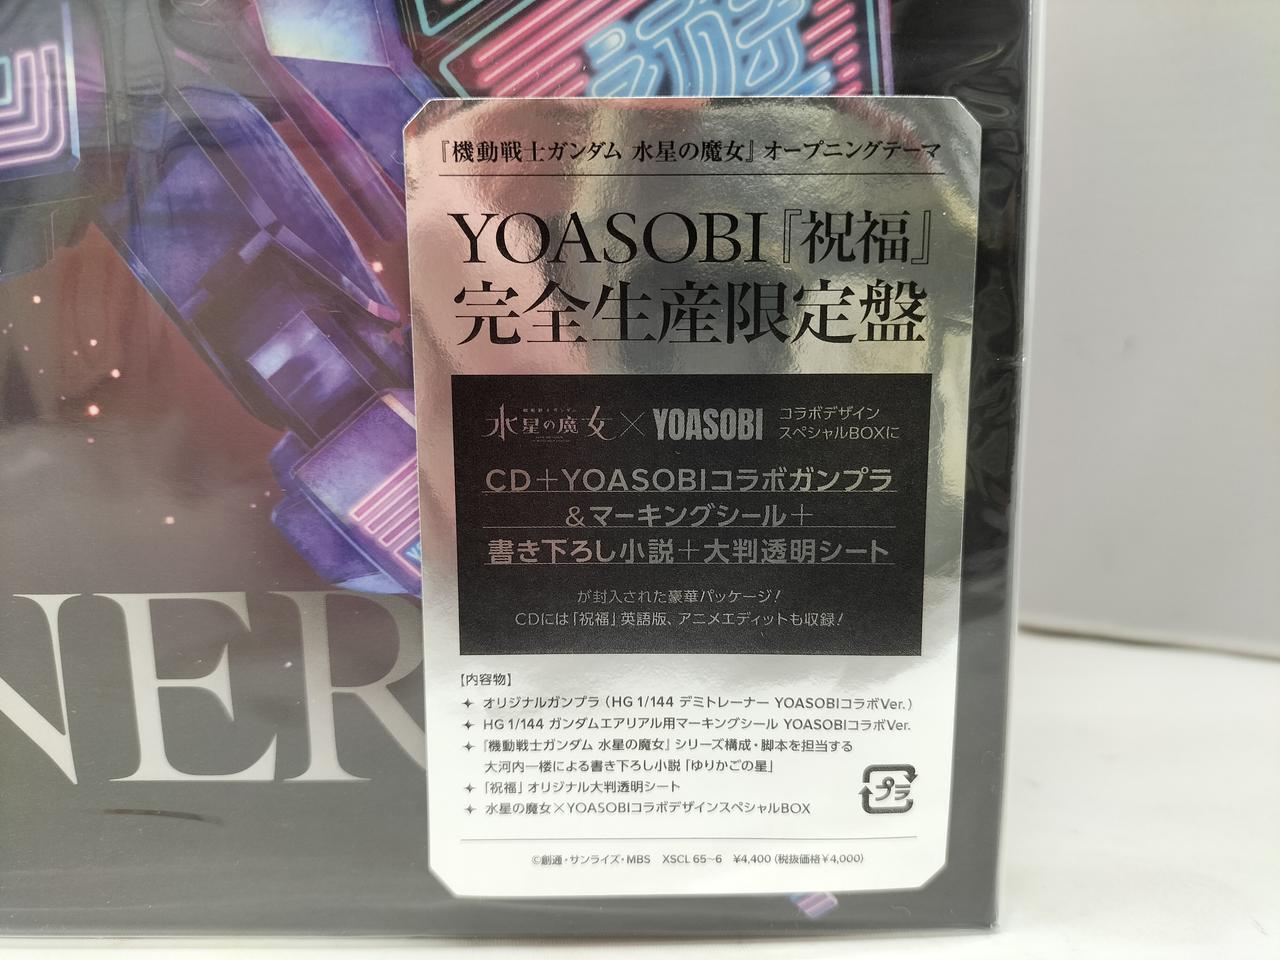 遊
NER
『機動戦士ガンダム 水星の魔女』オープニングテーマ
YOASOBI『祝福』
完全生産限定盤
水星の魔女×YOASOBI コラボデザイン
スペシャルBOXに
CD+YOASOBIコラボガンプラ
&マーキングシール+
書き下ろし小説+大判透明シート
が封入された豪華パッケージ!
CDには「祝福」英語版、アニメエディットも収録!
【内容物】
オリジナルガンプラ(HG 1/144 デミトレーナー YOASOBIコラボVer.)
HG 1/144 ガンダムエアリアル用マーキングシール YOASOBIコラボVer.
『機動戦士ガンダム 水星の魔女』シリーズ構成・脚本を担当する
大河内一楼による書き下ろし小説「ゆりかごの星」
「祝福」オリジナル大判透明シート
水星の魔女×YOASOBIコラボデザインスペシャルBOX
プラ
©創通・サンライズ・MBS XSCL 65~6 ¥4,400(税抜価格¥4,000)